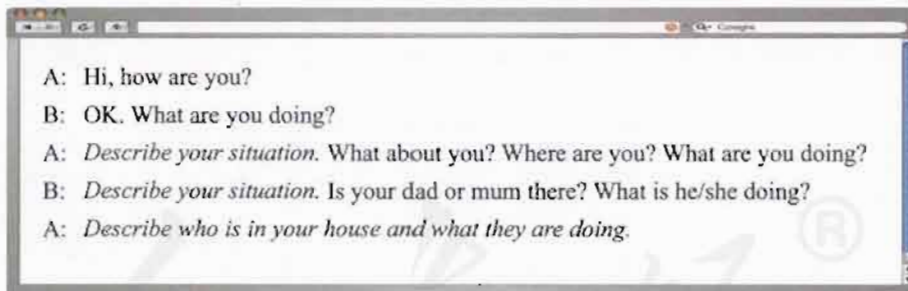 A: Hi, how are you?
B: OK. What are you doing?
A: Describe your situation. What about you? Where are you? What are you doing?
B: Describe your situation. Is your dad or mum there? What is he/she doing?
A: Describe who is in your house and what they are doing.
®